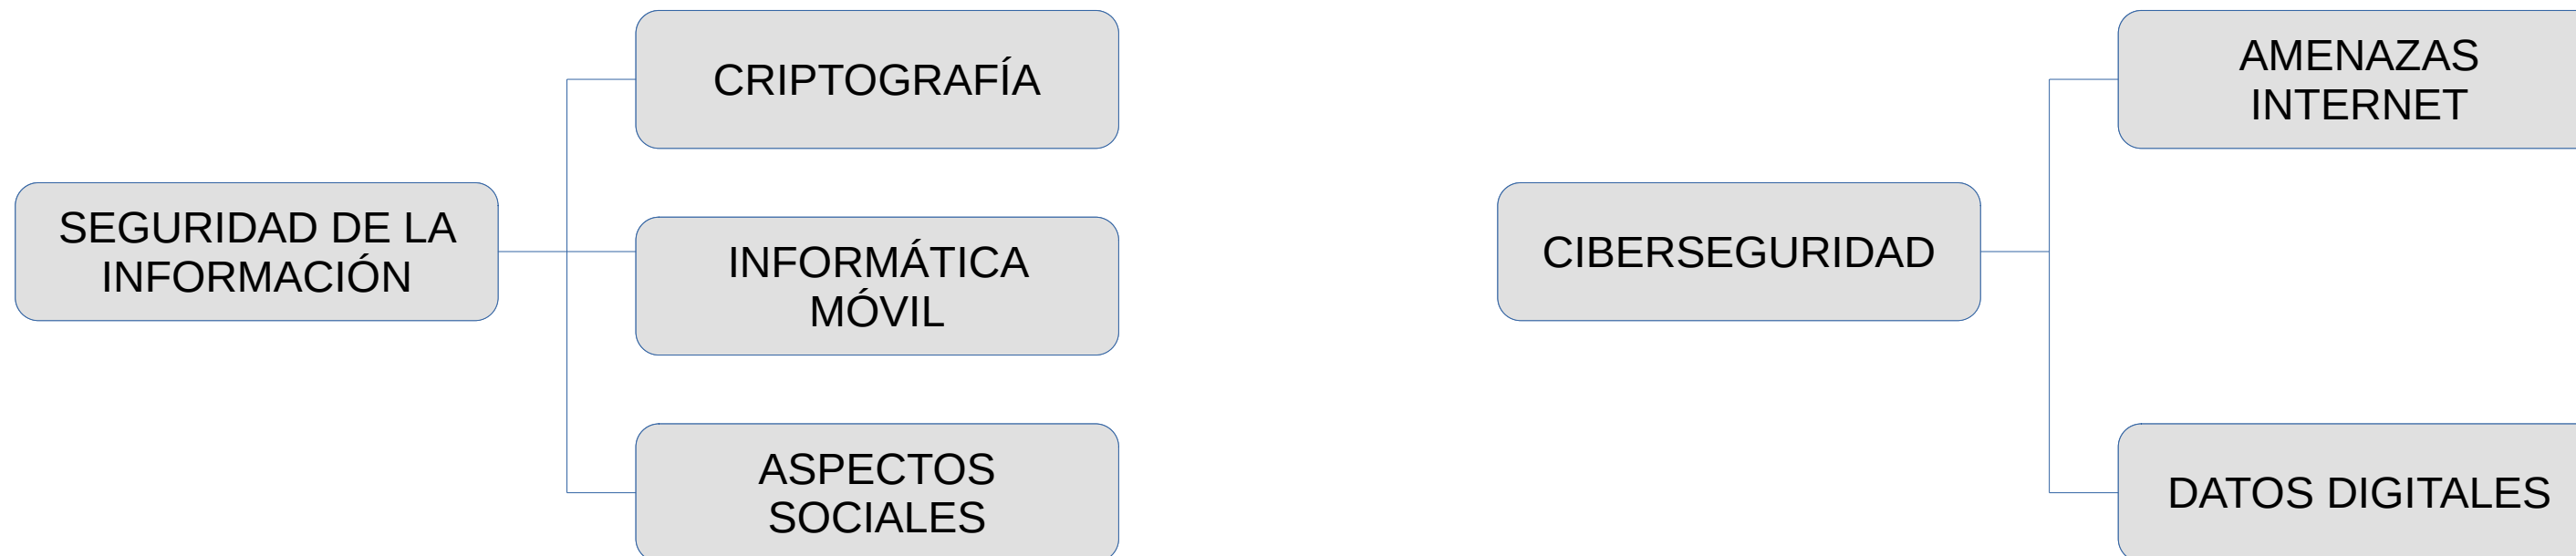 SEGURIDAD DE LA
INFORMACIÓN
CRIPTOGRAFÍA
INFORMÁTICA
MÓVIL
ASPECTOS
SOCIALES
CIBERSEGURIDAD
AMENAZAS
INTERNET
DATOS DIGITALES